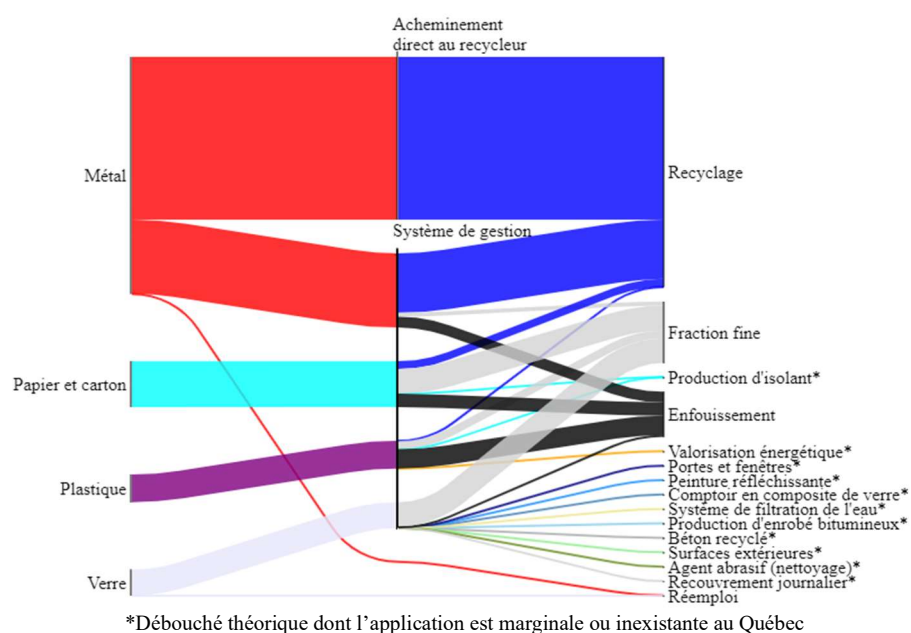 Acheminement
direct au recycleur
Métal
Recyclage
Système de gestion
Fraction fine
Papier et carton
Production d'isolant*
Enfouissement
Valorisation énergétique*
Portes et fenêtres*
Plastique
Peinture réfléchissante*
Comptoir en composite de verre*
Système de filtration de l'eau*
Production d'enrobé bitumineux*
Béton recyclé*
Surfaces extérieures*
Agent abrasif (nettoyage)*
Verre
Recouvrement journalier*
Réemploi
*Débouché théorique dont l’application est marginale ou inexistante au Québec